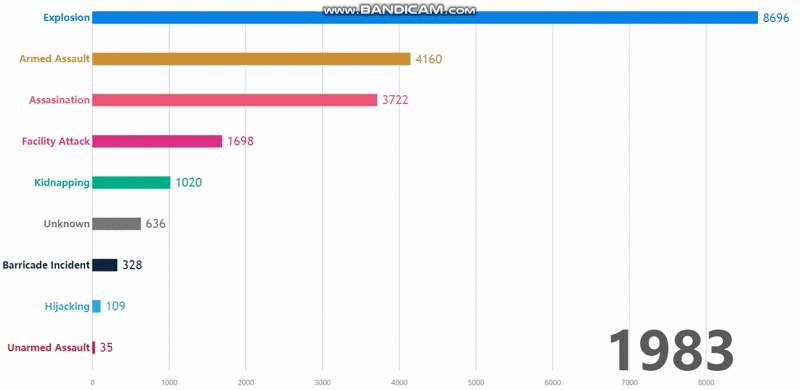 www.BANDICAM.com
Explosion 8696
Armed Assault 4160
Assasination 3722
Facility Attack 1698
Kidnapping 1020
Unknown 636
Barricade Incident 328
Hijacking 109
Unarmed Assault 35
1983
0 1000 2000 3000 4000 5000 6000 7000 8000